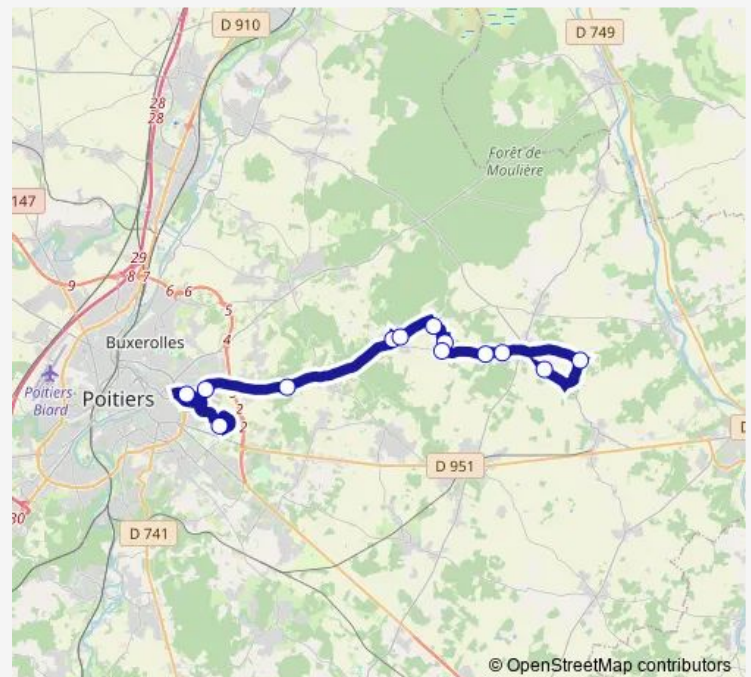 D 910
D 749
28
28
Forêt de
Moulière
147
29
9
8
7
6
6
5
4
Buxerolles
Poitiers
Biard
Poitiers
2
2
D
D 951
30
D 741
© OpenStreetMap contributors